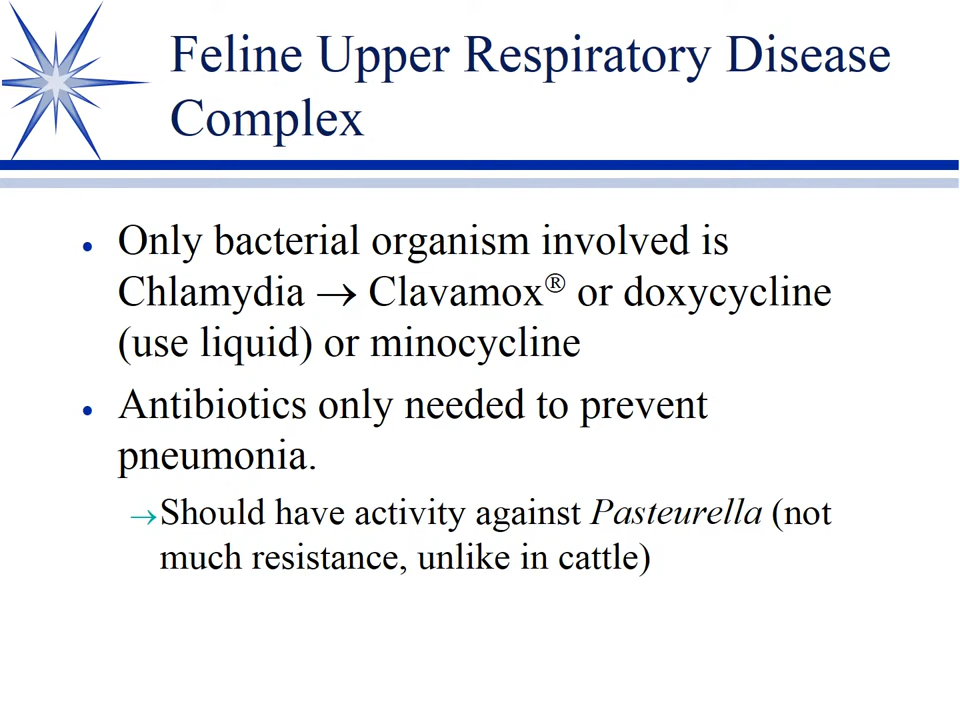 Feline Upper Respiratory Disease
Complex
• Only bacterial organism involved is
Chlamydia → Clavamox® or doxycycline
(use liquid) or minocycline
• Antibiotics only needed to prevent
pneumonia.
→Should have activity against Pasteurella (not
much resistance, unlike in cattle)